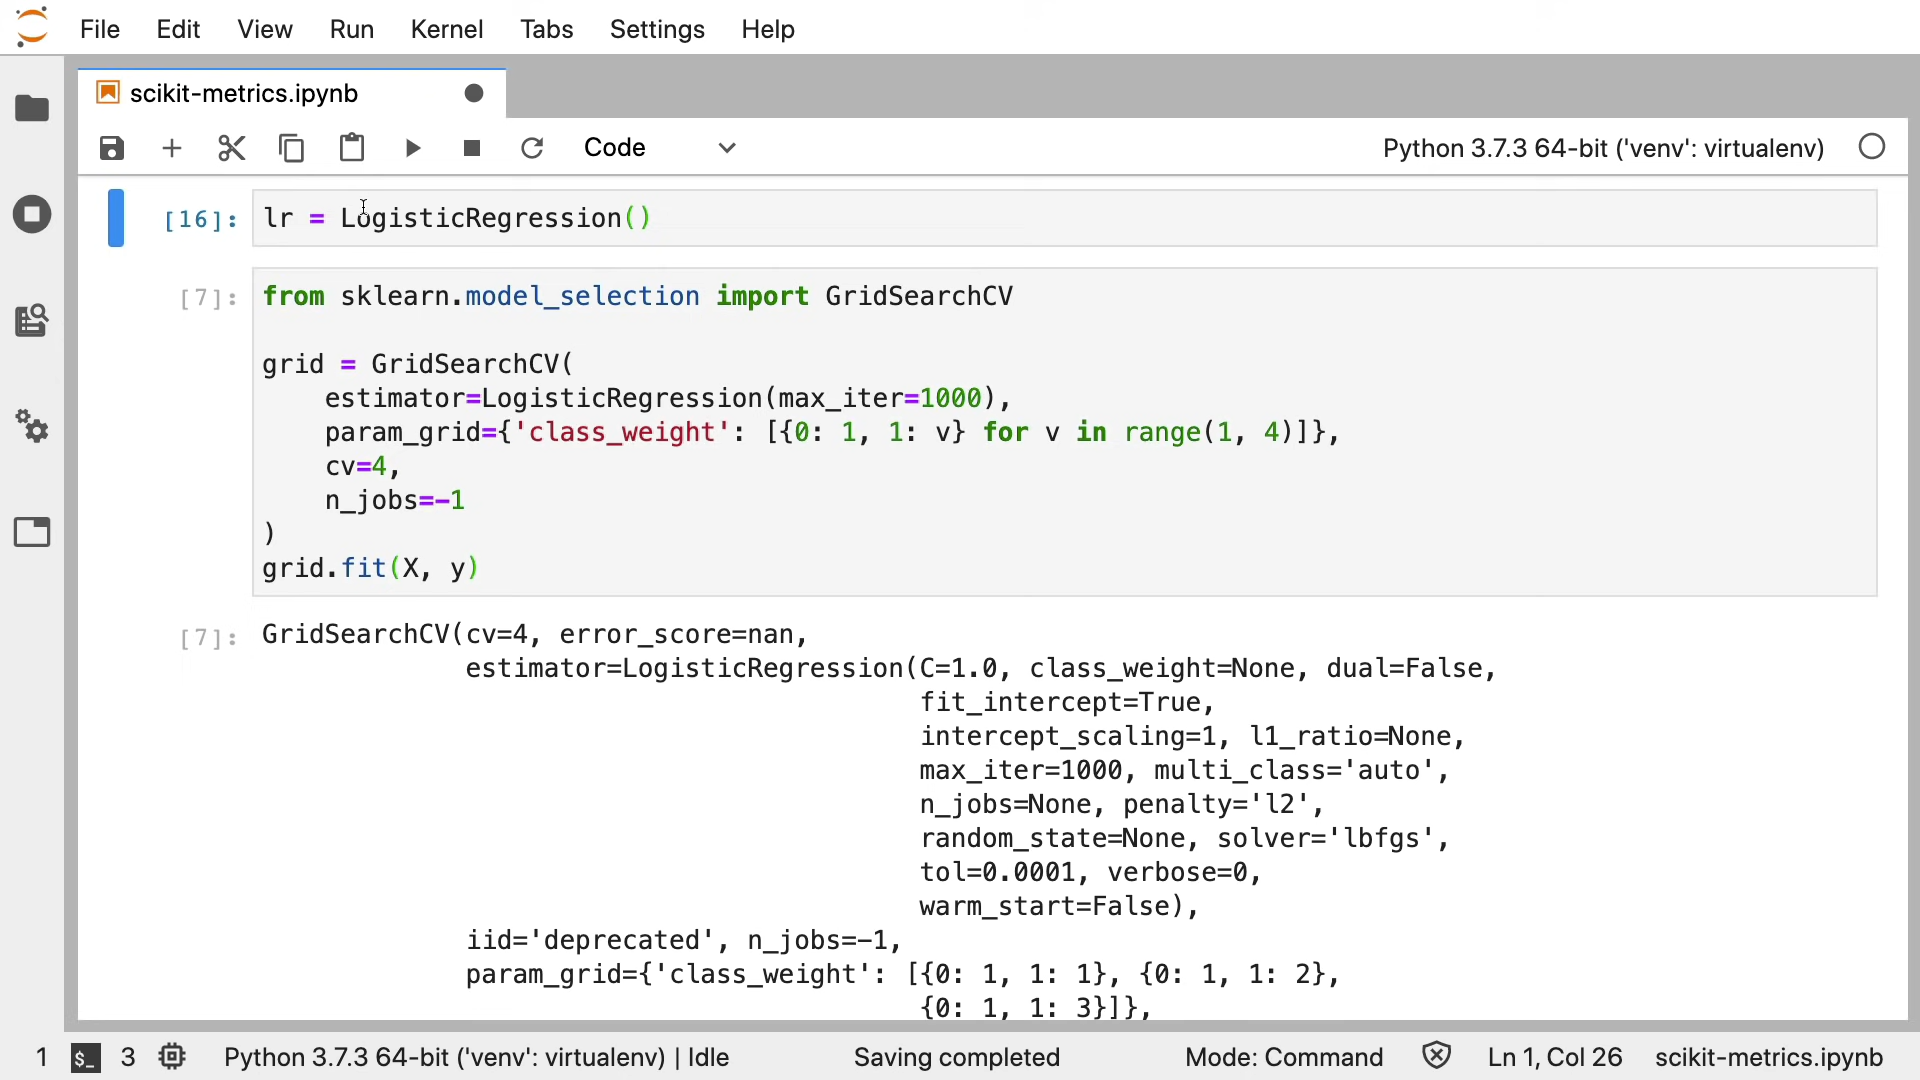 File Edit View Run Kernel Tabs Settings Help
scikit-metrics.ipynb
Code Python 3.7.3 64-bit ('venv': virtualenv)
[16]: lr = LogisticRegression()
[7]: from sklearn.model_selection import GridSearchCV
grid = GridSearchCV(
estimator=LogisticRegression(max_iter=1000),
param_grid={'class_weight': [{0: 1, 1: v} for v in range(1, 4)]},
cv=4,
n_jobs=-1
)
grid.fit(X, y)
[7]: GridSearchCV(cv=4, error_score=nan,
estimator=LogisticRegression(C=1.0, class_weight=None, dual=False,
fit_intercept=True,
intercept_scaling=1, l1_ratio=None,
max_iter=1000, multi_class='auto',
n_jobs=None, penalty='l2',
random_state=None, solver='lbfgs',
tol=0.0001, verbose=0,
warm_start=False),
iid='deprecated', n_jobs=-1,
param_grid={'class_weight': [{0: 1, 1: 1}, {0: 1, 1: 2},
{0: 1, 1: 3}]},
1 $_ 3 Python 3.7.3 64-bit ('venv': virtualenv) | Idle Saving completed Mode: Command Ln 1, Col 26 scikit-metrics.ipynb